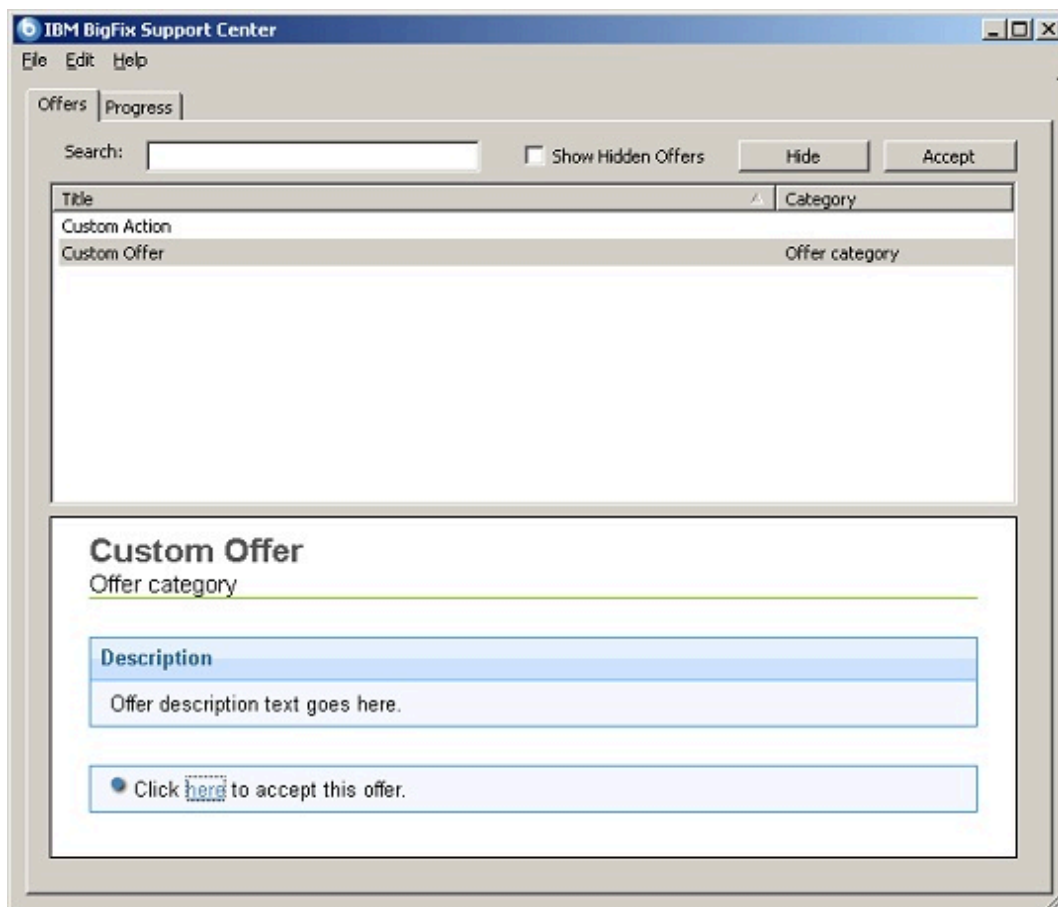 IBM BigFix Support Center
File Edit Help
Offers Progress
Search: Show Hidden Offers Hide Accept
Title Category
Custom Action
Custom Offer Offer category
Custom Offer
Offer category
Description
Offer description text goes here.
Click here to accept this offer.